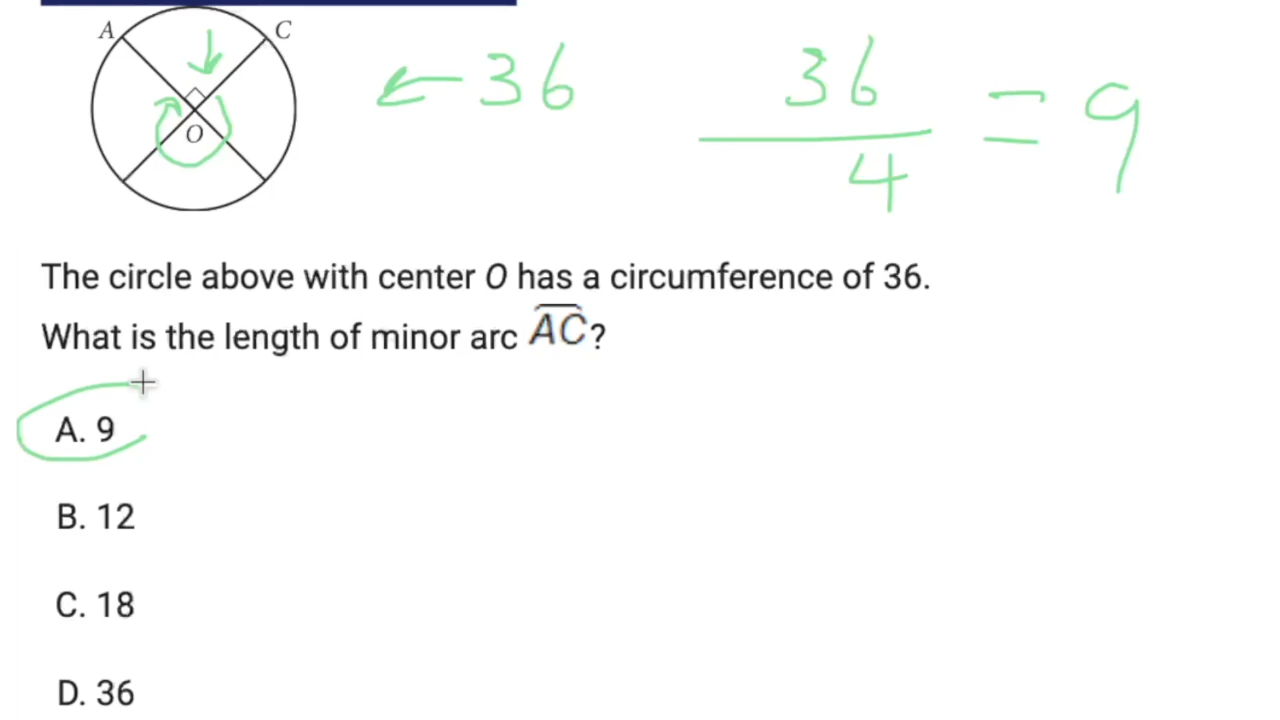 A C
O
← 36
36
4
= 9
The circle above with center O has a circumference of 36.
What is the length of minor arc AC?
A. 9
B. 12
C. 18
D. 36